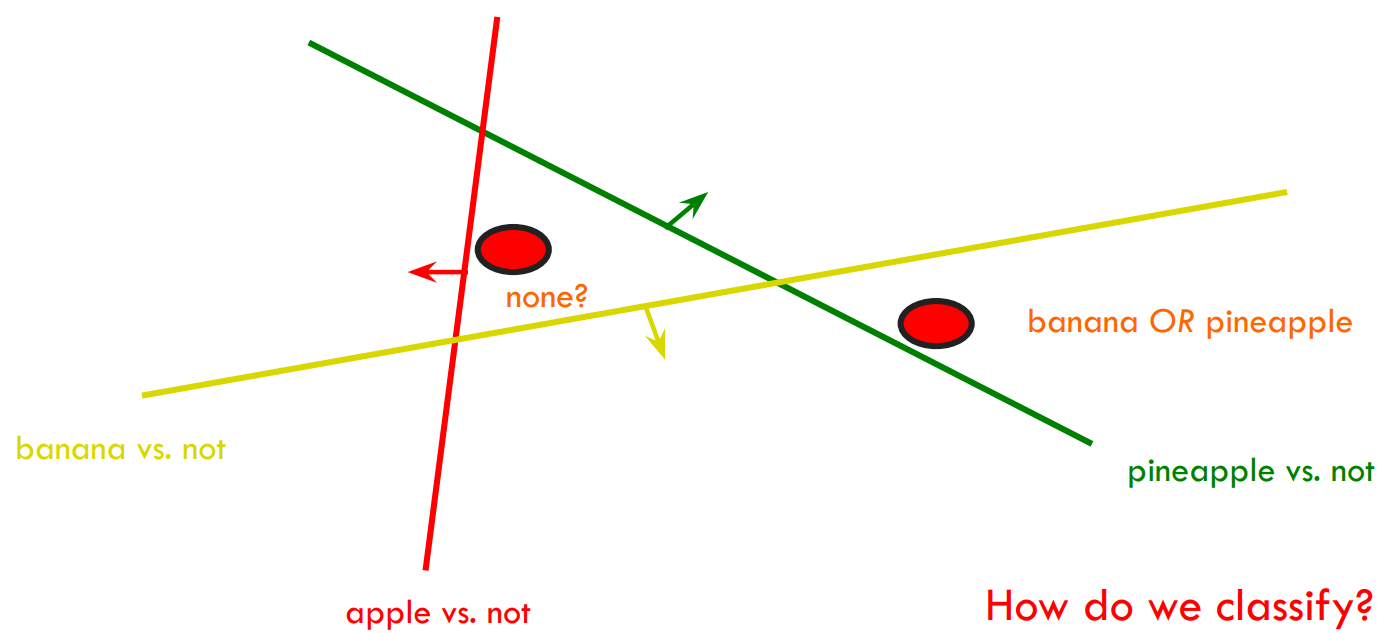 none?
banana OR pineapple
banana vs. not
pineapple vs. not
apple vs. not
How do we classify?